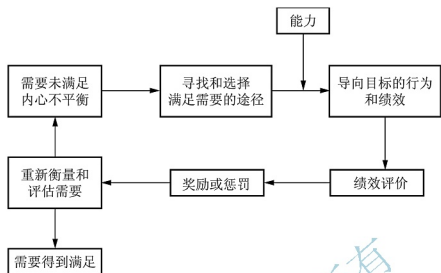 能力
需要未满足
内心不平衡
寻找和选择
满足需要的途径
导向目标的行为
和绩效
重新衡量和
评估需要
奖励或惩罚
绩效评价
需要得到满足
所有